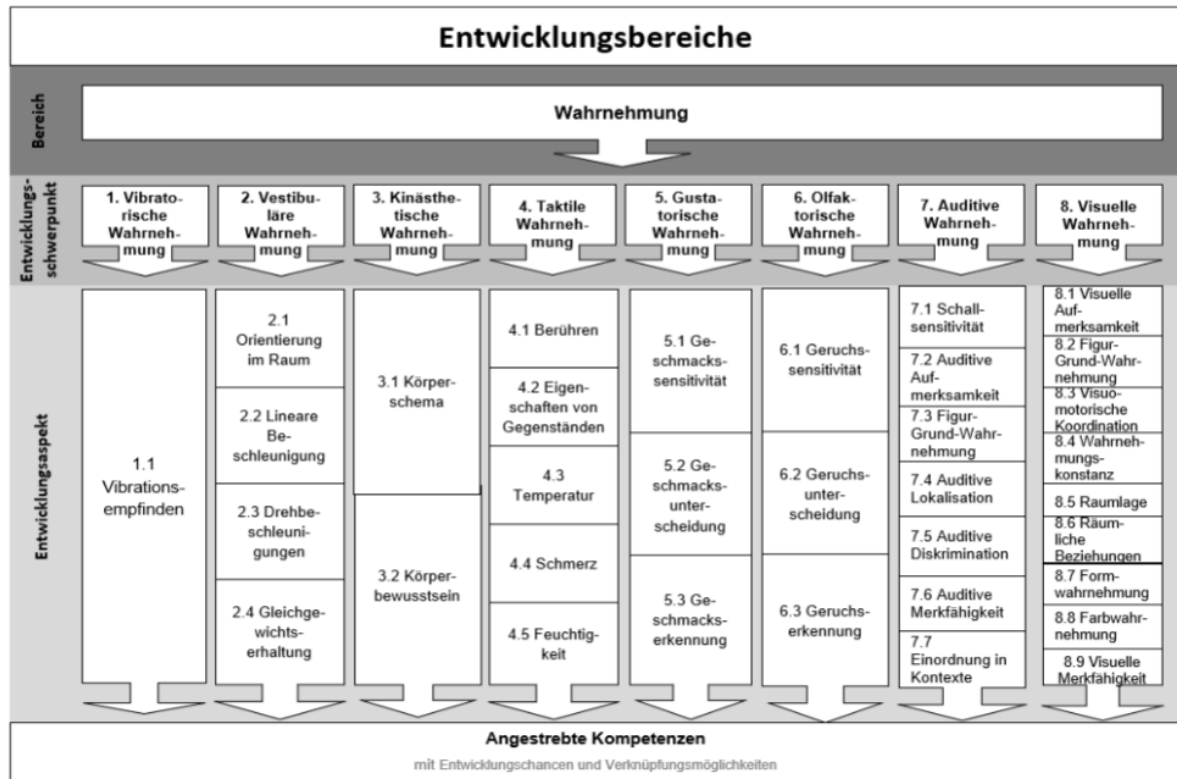 Entwicklungsbereiche
Bereich
Wahrnehmung
Entwicklungs-
schwerpunkt
1. Vibrato-
rische
Wahrneh-
mung
2. Vestibu-
läre
Wahrneh-
mung
3. Kinästhe-
tische
Wahrneh-
mung
4. Taktile
Wahrneh-
mung
5. Gusta-
torische
Wahrneh-
mung
6. Olfak-
torische
Wahrneh-
mung
7. Auditive
Wahrneh-
mung
8. Visuelle
Wahrneh-
mung
Entwicklungsaspekt
1.1
Vibrations-
empfinden
2.1
Orientierung
im Raum
2.2 Lineare
Be-
schleunigung
2.3 Drehbe-
schleuni-
gungen
2.4 Gleichge-
wichts-
erhaltung
3.1 Körper-
schema
3.2 Körper-
bewusstsein
4.1 Berühren
4.2 Eigen-
schaften von
Gegenständen
4.3
Temperatur
4.4 Schmerz
4.5 Feuchtig-
keit
5.1 Ge-
schmacks-
sensitivität
5.2 Ge-
schmacks-
unter-
scheidung
5.3 Ge-
schmacks-
erkennung
6.1 Geruchs-
sensitivität
6.2 Geruchs-
unter-
scheidung
6.3 Geruchs-
erkennung
7.1 Schall-
sensitivität
7.2 Auditive
Auf-
merksamkeit
7.3 Figur-
Grund-Wahr-
nehmung
7.4 Auditive
Lokalisation
7.5 Auditive
Diskrimination
7.6 Auditive
Merkfähigkeit
7.7
Einordnung in
Kontexte
8.1 Visuelle
Auf-
merksamkeit
8.2 Figur-
Grund-Wahr-
nehmung
8.3 Visuo-
motorische
Koordination
8.4 Wahrneh-
mungs-
konstanz
8.5 Raumlage
8.6 Räum-
liche
Beziehungen
8.7 Form-
wahrnehmung
8.8 Farbwahr-
nehmung
8.9 Visuelle
Merkfähigkeit
Angestrebte Kompetenzen
mit Entwicklungschancen und Verknüpfungsmöglichkeiten